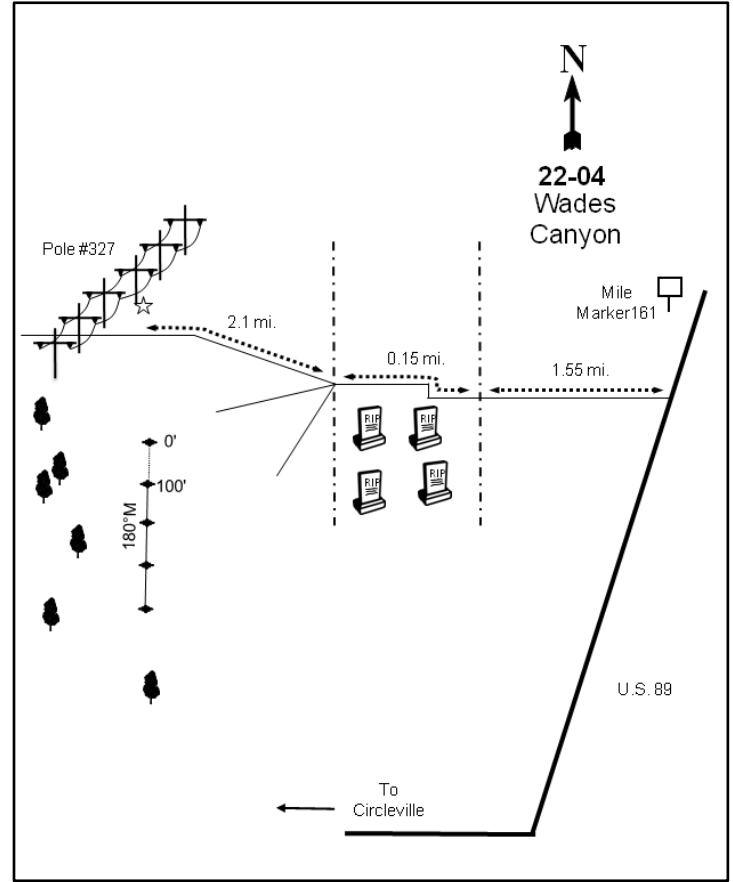 N
22-04
Wades
Canyon
Pole #327
Mile
Marker161
2.1 mi.
0.15 mi.
1.55 mi.
0'
RIP
RIP
100'
RIP
RIP
180°M
U.S. 89
To
Circleville